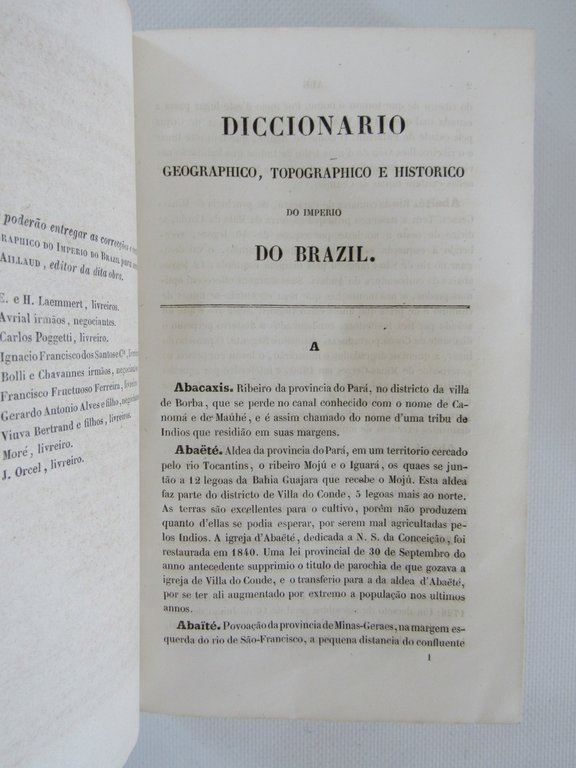 poderão entregar as correcções e
RAPHICO DO IMPERIO DO BRAZIL para
AILLAUD, editor da dita obra.
E. e H. Laemmert, livreiros.
Avrial irmãos, negociantes.
Carlos Poggetti, livreiro.
Ignacio Francisco dos Santos e Ca, livreiro
Bolli e Chavannes irmãos, negociantes
Francisco Fructuoso Ferreira, livreiro
Gerardo Antonio Alves e filho, negociantes
Viuva Bertrand e filhos, livreiros.
Moré, livreiro.
J. Orcel, livreiro.
DICCIONARIO
GEOGRAPHICO, TOPOGRAPHICO E HISTORICO
DO IMPERIO
DO BRAZIL.
A
Abacaxis. Ribeiro da provincia do Pará, no districto da villa
de Borba, que se perde no canal conhecido com o nome de Ca-
nomá e de Mauhé, e é assim chamado do nome d'uma tribu de
Indios que residião em suas margens.
Abaëté. Aldea da provincia do Pará, em um territorio cercado
pelo rio Tocantins, o ribeiro Mojú e o Iguará, os quaes se jun-
tão a 12 legoas da Bahia Guajara que recebe o Mojú. Esta aldea
faz parte do districto de Villa do Conde, 5 legoas mais ao norte.
As terras são excellentes para o cultivo, porêm não produzem
quanto d'ellas se podia esperar, por serem mal agricultadas pe-
los Indios. A igreja d'Abaëté, dedicada a N. S. da Conceição, foi
restaurada em 1840. Uma lei provincial de 30 de Septembro do
anno antecedente supprimio o titulo de parochia de que gozava a
igreja de Villa do Conde, e o transferio para a da aldea d'Abaëté,
por se ter ali augmentado por extremo a população nos ultimos
annos.
Abaïté. Povoação da provincia de Minas-Geraes, na margem es-
querda do rio de São-Francisco, a pequena distancia do confluente
1